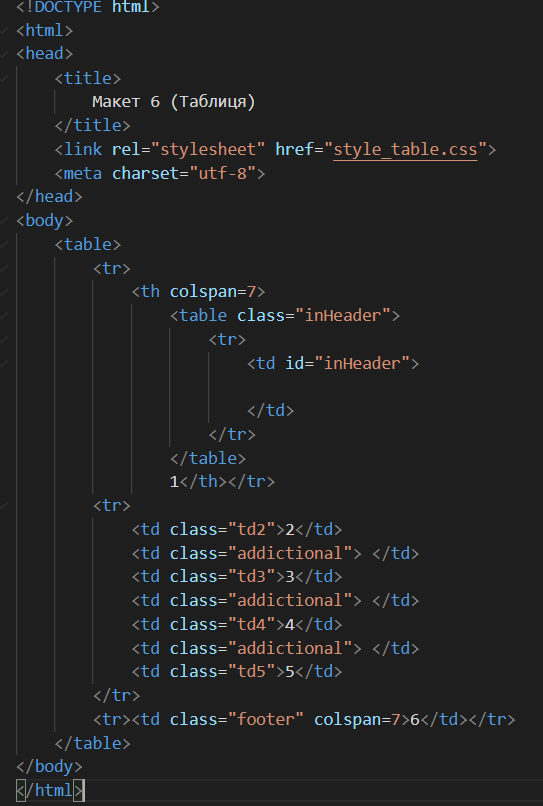 <!DOCTYPE html>
<html>
<head>
    <title>
        Макет 6 (Таблиця)
    </title>
    <link rel="stylesheet" href="style_table.css">
    <meta charset="utf-8">
</head>
<body>
    <table>
        <tr>
            <th colspan=7>
                <table class="inHeader">
                    <tr>
                        <td id="inHeader">

                        </td>
                    </tr>
                </table>
                1</th></tr>
        <tr>
            <td class="td2">2</td>
            <td class="addictional"> </td>
            <td class="td3">3</td>
            <td class="addictional"> </td>
            <td class="td4">4</td>
            <td class="addictional"> </td>
            <td class="td5">5</td>
        </tr>
        <tr><td class="footer" colspan=7>6</td></tr>
    </table>
</body>
</html>